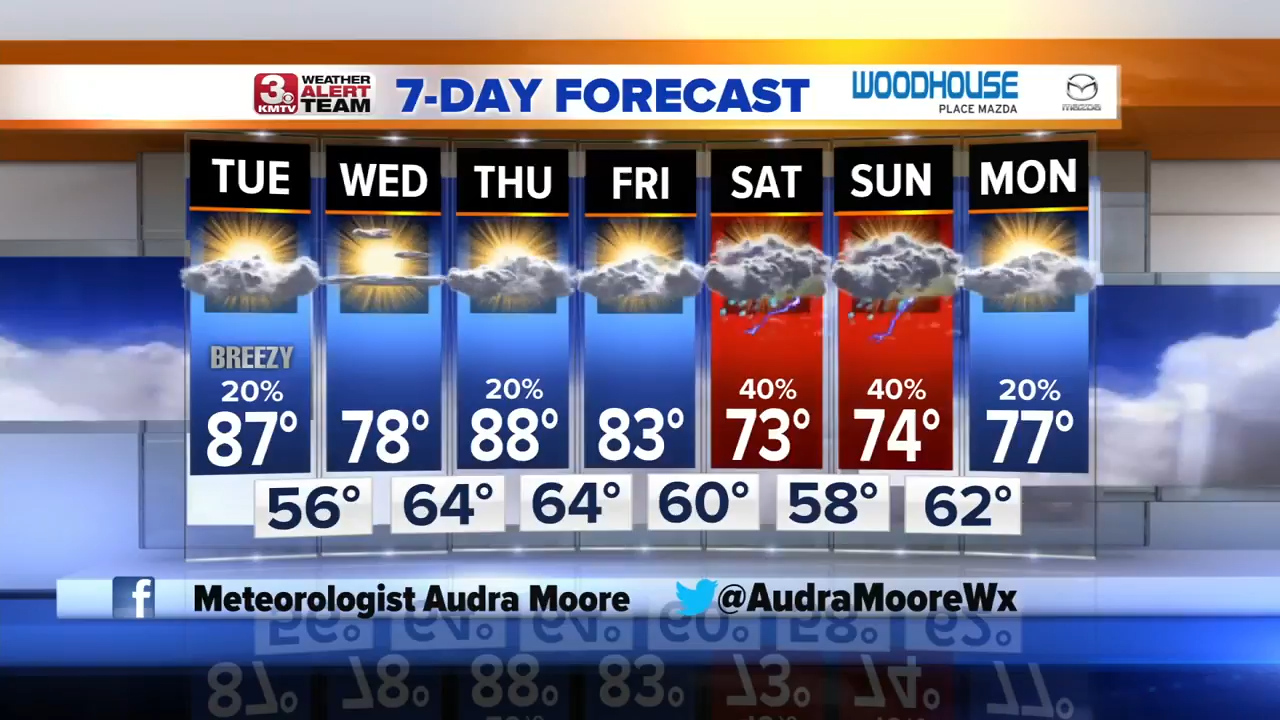 3 KMTV WEATHER ALERT TEAM 7-DAY FORECAST WOODHOUSE PLACE MAZDA mazda
TUE WED THU FRI SAT SUN MON
BREEZY
20% 20% 40% 40% 20%
87° 78° 88° 83° 73° 74° 77°
56° 64° 64° 60° 58° 62°
f Meteorologist Audra Moore @AudraMooreWx